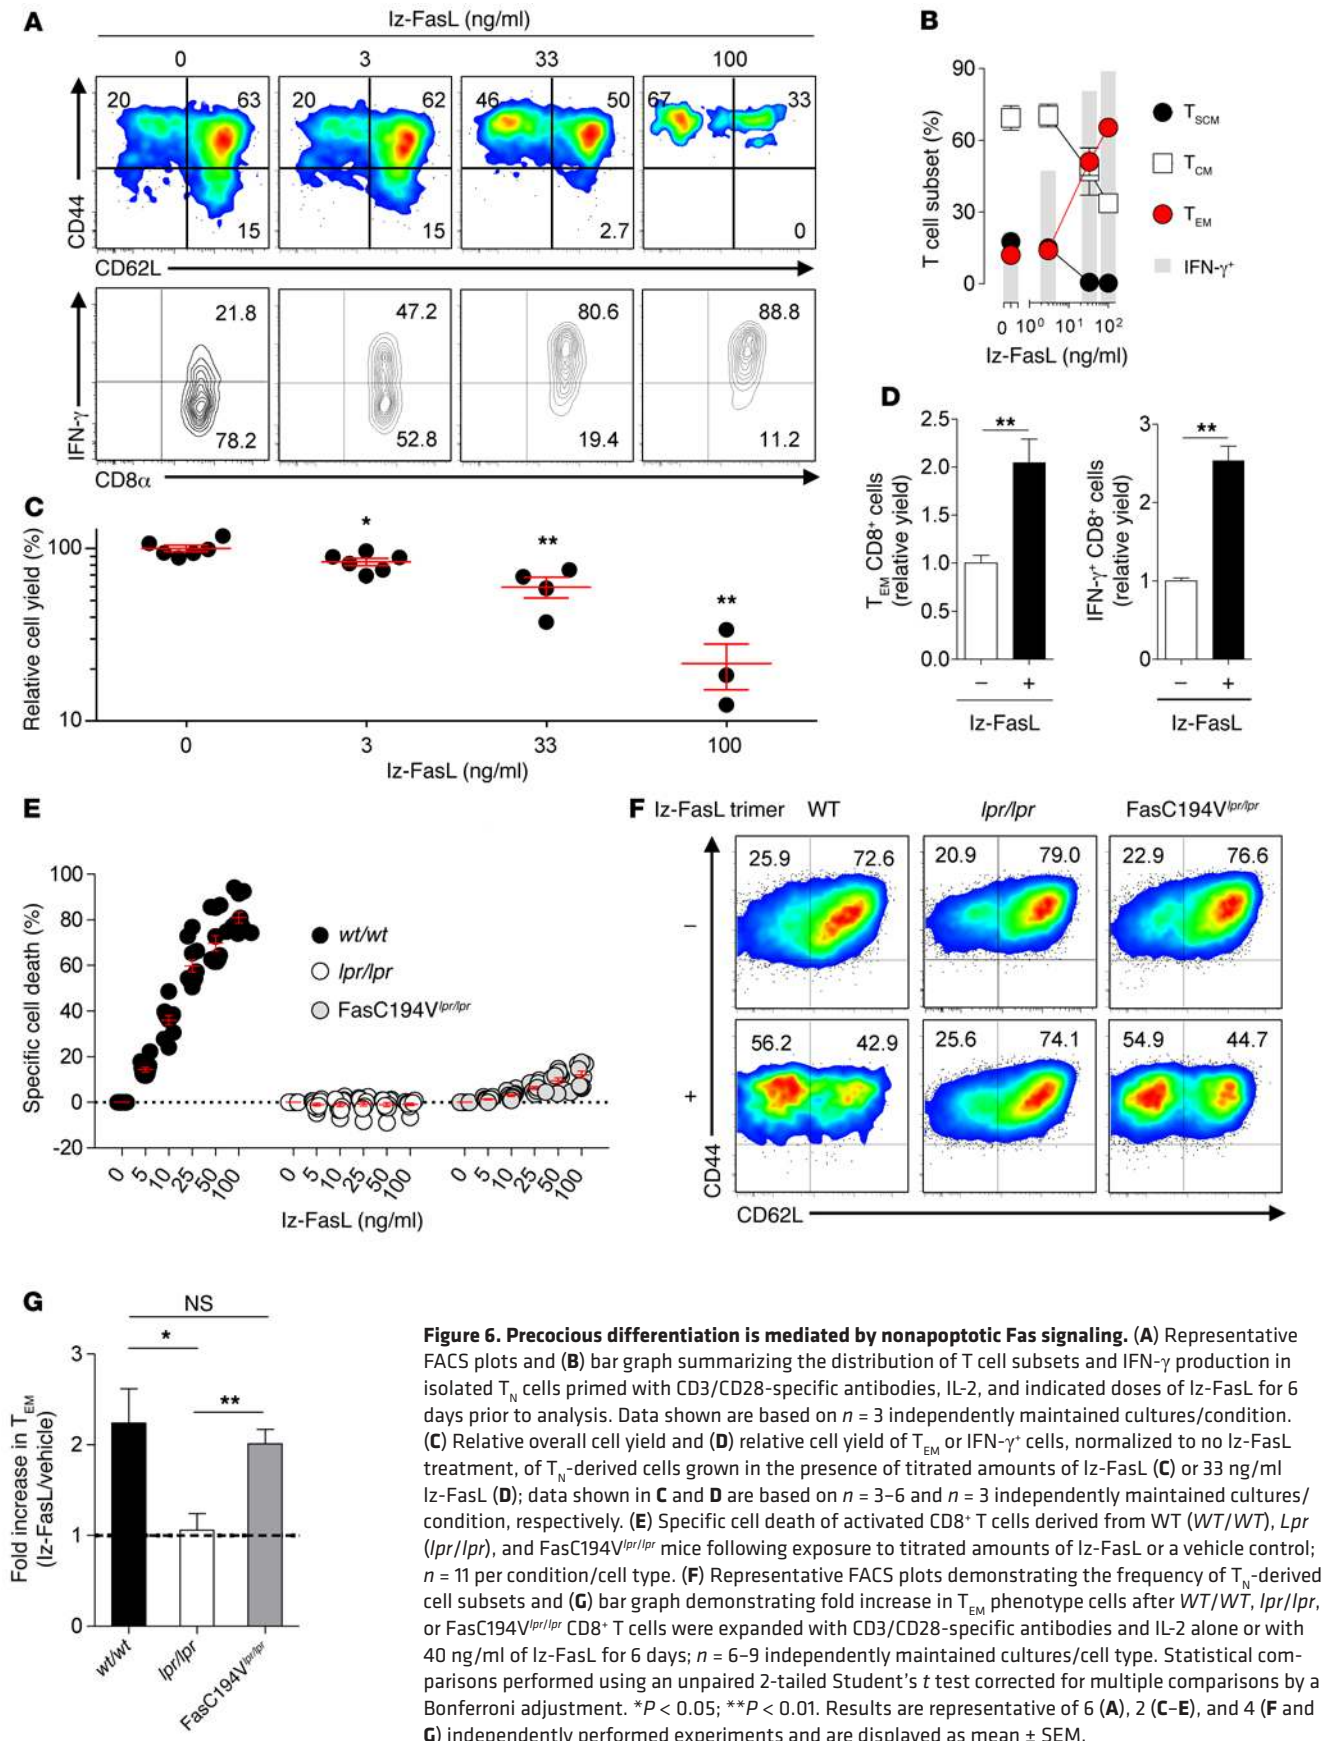 A
lz-FasL (ng/ml)
0 3 33 100
20 63 20 62 46 50 67 33
15 15 2.7 0
CD44
CD62L
21.8 47.2 80.6 88.8
78.2 52.8 19.4 11.2
IFN-γ
CD8α
B
90
60
30
0
T cell subset (%)
0 10⁰ 10¹ 10²
lz-FasL (ng/ml)
T_SCM
T_CM
T_EM
IFN-γ⁺
C
Relative cell yield (%)
100
10
* ** **
0 3 33 100
lz-FasL (ng/ml)
D
2.5
2.0
1.5
1.0
0.5
0.0
T_EM CD8⁺ cells
(relative yield)
**
− +
lz-FasL
3
2
1
0
IFN-γ⁺ CD8⁺ cells
(relative yield)
**
− +
lz-FasL
E
Specific cell death (%)
100
80
60
40
20
0
-20
wt/wt
lpr/lpr
FasC194V^lpr/lpr
0 5 10 25 50 100 0 5 10 25 50 100 0 5 10 25 50 100
lz-FasL (ng/ml)
F lz-FasL trimer WT lpr/lpr FasC194V^lpr/lpr
−
25.9 72.6 20.9 79.0 22.9 76.6
+
56.2 42.9 25.6 74.1 54.9 44.7
CD44
CD62L
G
NS
* **
3
2
1
0
Fold increase in T_EM
(lz-FasL/vehicle)
wt/wt lpr/lpr FasC194V^lpr/lpr
Figure 6. Precocious differentiation is mediated by nonapoptotic Fas signaling. (A) Representative
FACS plots and (B) bar graph summarizing the distribution of T cell subsets and IFN-γ production in
isolated T_N cells primed with CD3/CD28-specific antibodies, IL-2, and indicated doses of lz-FasL for 6
days prior to analysis. Data shown are based on n = 3 independently maintained cultures/condition.
(C) Relative overall cell yield and (D) relative cell yield of T_EM or IFN-γ⁺ cells, normalized to no lz-FasL
treatment, of T_N-derived cells grown in the presence of titrated amounts of lz-FasL (C) or 33 ng/ml
lz-FasL (D); data shown in C and D are based on n = 3–6 and n = 3 independently maintained cultures/
condition, respectively. (E) Specific cell death of activated CD8⁺ T cells derived from WT (WT/WT), Lpr
(lpr/lpr), and FasC194V^lpr/lpr mice following exposure to titrated amounts of lz-FasL or a vehicle control;
n = 11 per condition/cell type. (F) Representative FACS plots demonstrating the frequency of T_N-derived
cell subsets and (G) bar graph demonstrating fold increase in T_EM phenotype cells after WT/WT, lpr/lpr,
or FasC194V^lpr/lpr CD8⁺ T cells were expanded with CD3/CD28-specific antibodies and IL-2 alone or with
40 ng/ml of lz-FasL for 6 days; n = 6–9 independently maintained cultures/cell type. Statistical com-
parisons performed using an unpaired 2-tailed Student's t test corrected for multiple comparisons by a
Bonferroni adjustment. *P < 0.05; **P < 0.01. Results are representative of 6 (A), 2 (C–E), and 4 (F and
G) independently performed experiments and are displayed as mean ± SEM.